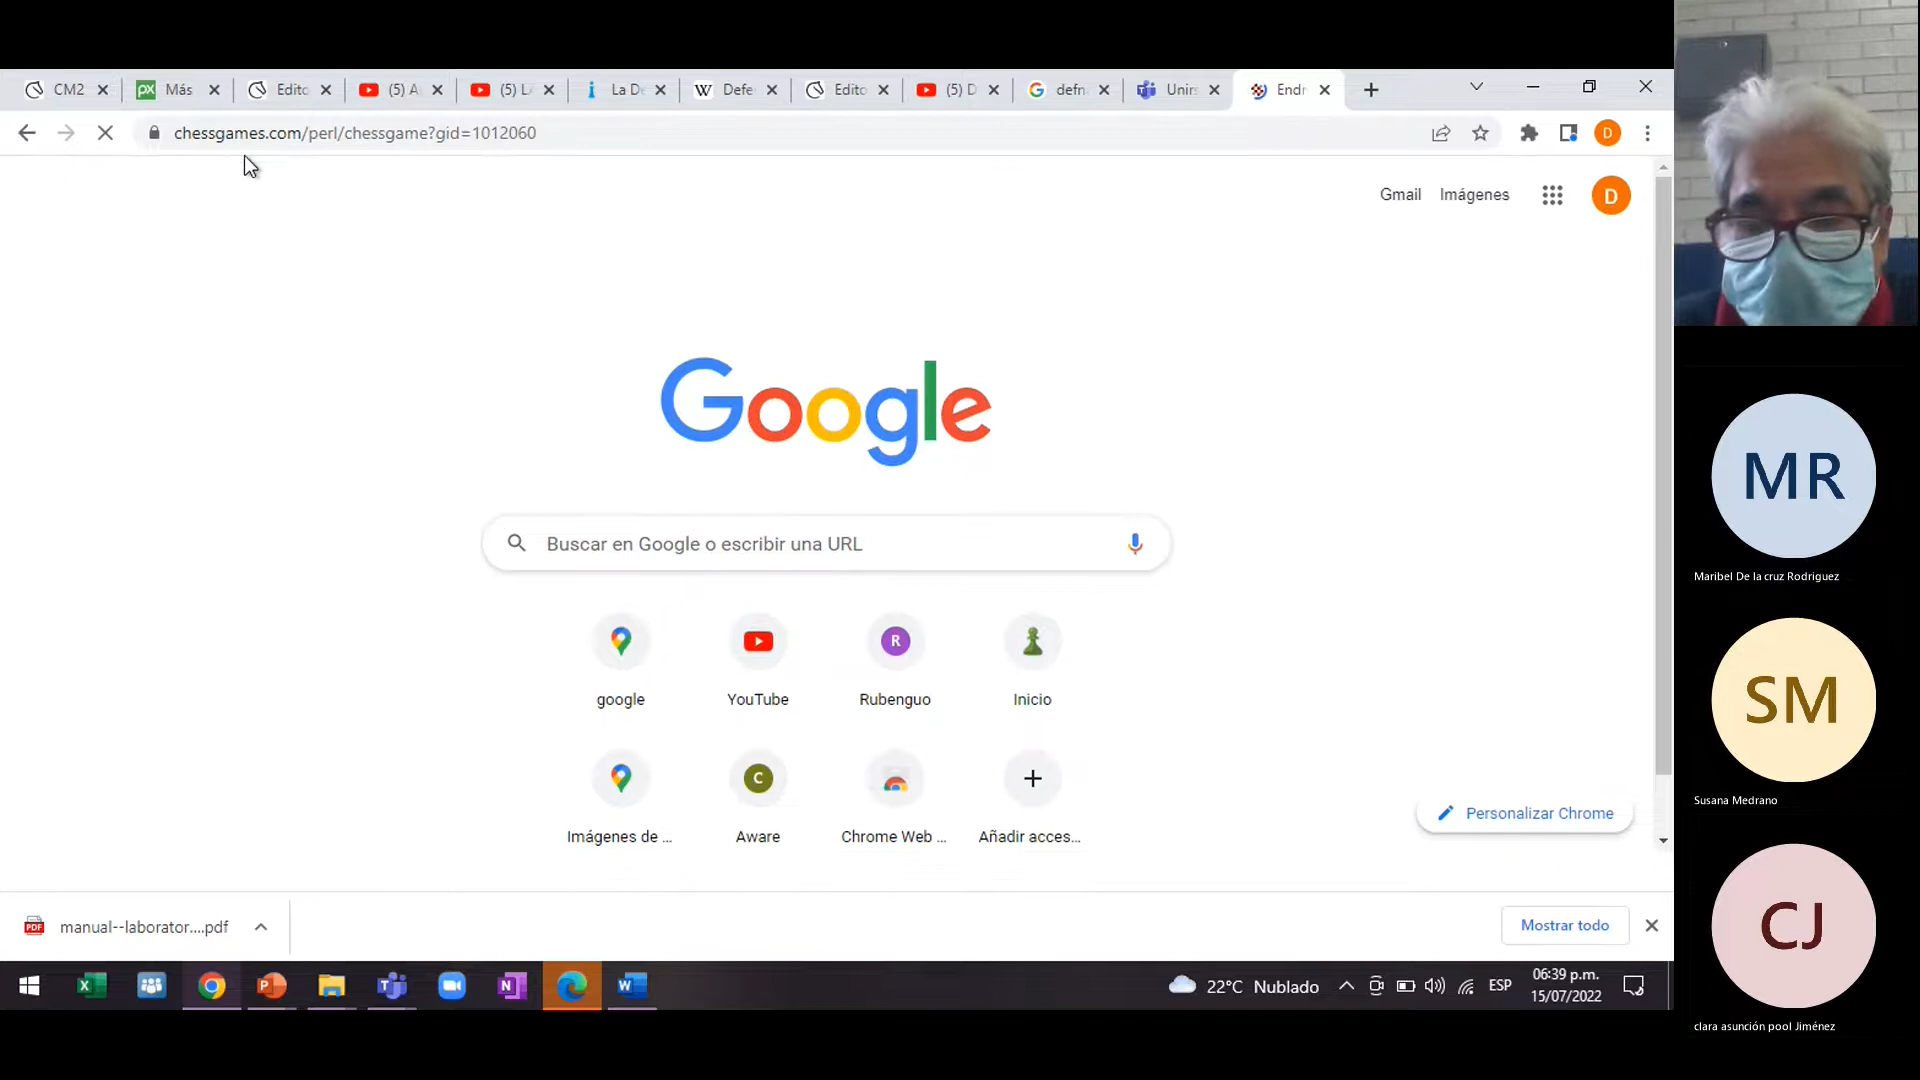 CM2
Más
Edito
(5) A
(5) L
La De
Defe
Edito
(5) D
defn
Unirs
Endr
chessgames.com/perl/chessgame?gid=1012060
D
Gmail
Imágenes
D
Google
Buscar en Google o escribir una URL
R
google
YouTube
Rubenguo
Inicio
C
Imágenes de ...
Aware
Chrome Web ...
Añadir acces...
Personalizar Chrome
manual--laborator....pdf
Mostrar todo
22°C Nublado
ESP
06:39 p.m.
15/07/2022
MR
Maribel De la cruz Rodriguez
SM
Susana Medrano
CJ
clara asunción pool Jiménez